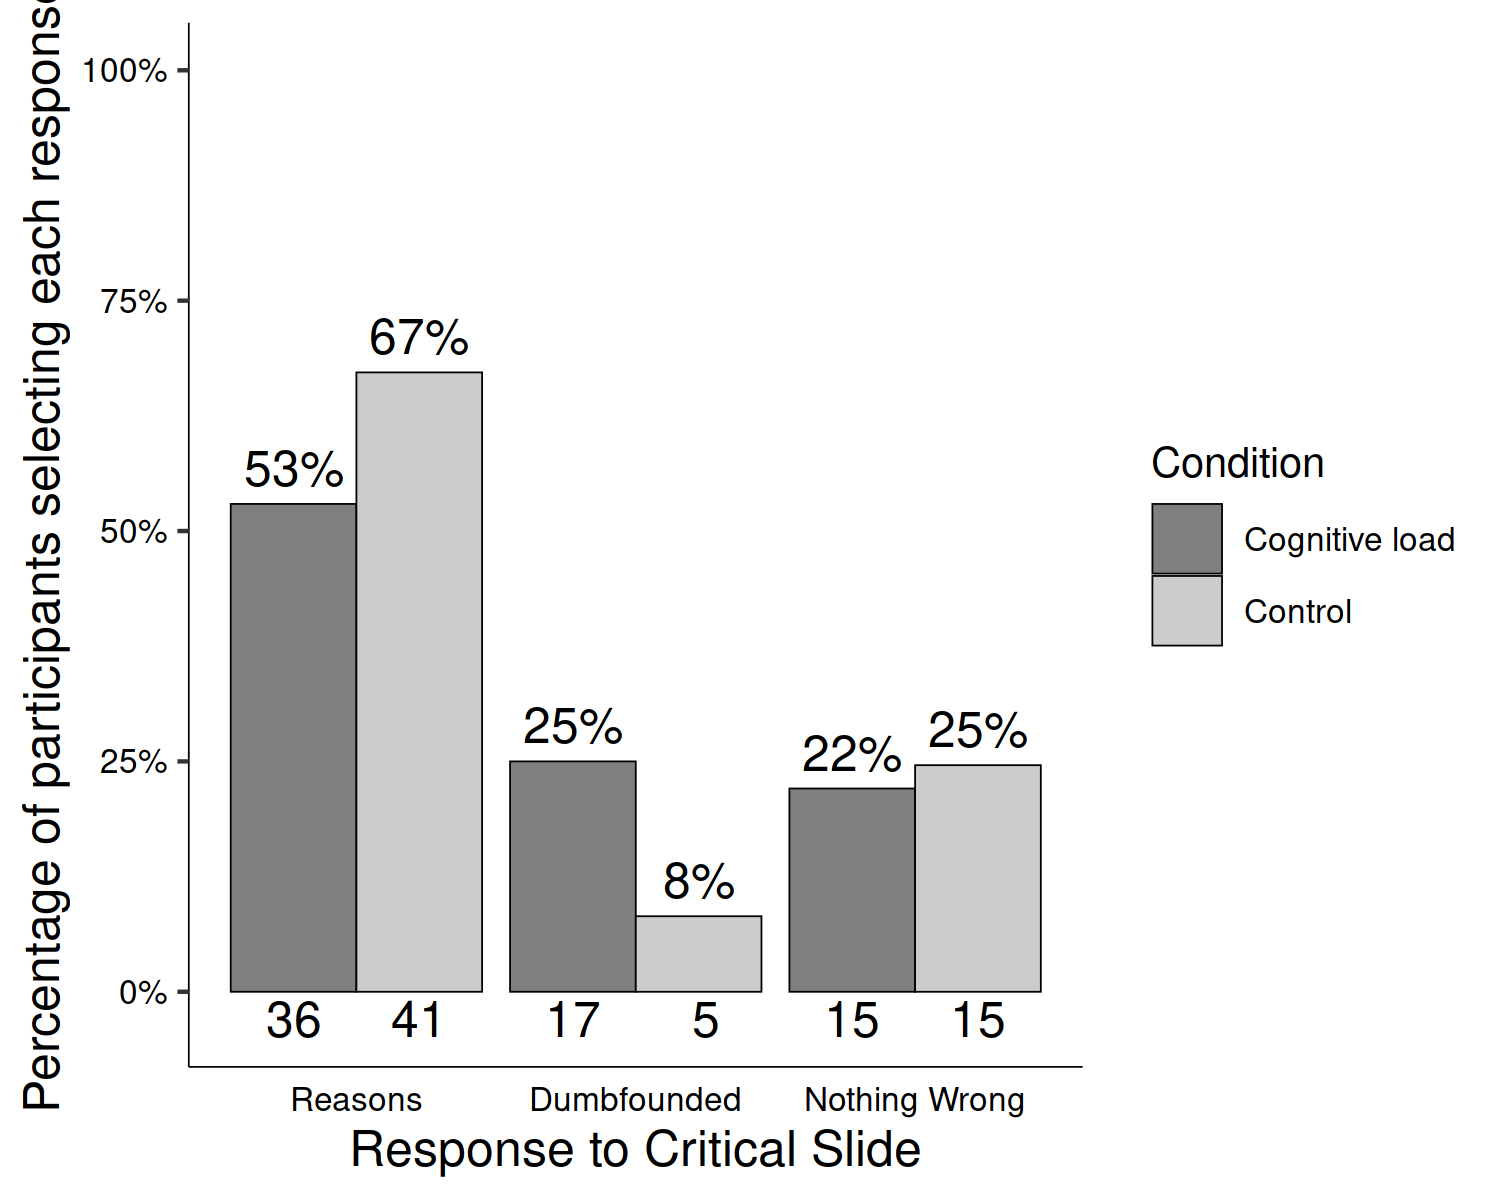 Percentage of participants selecting each response
100%
75%
50%
25%
0%
53%
67%
25%
8%
22%
25%
36
41
17
5
15
15
Reasons
Dumbfounded
Nothing Wrong
Response to Critical Slide
Condition
Cognitive load
Control